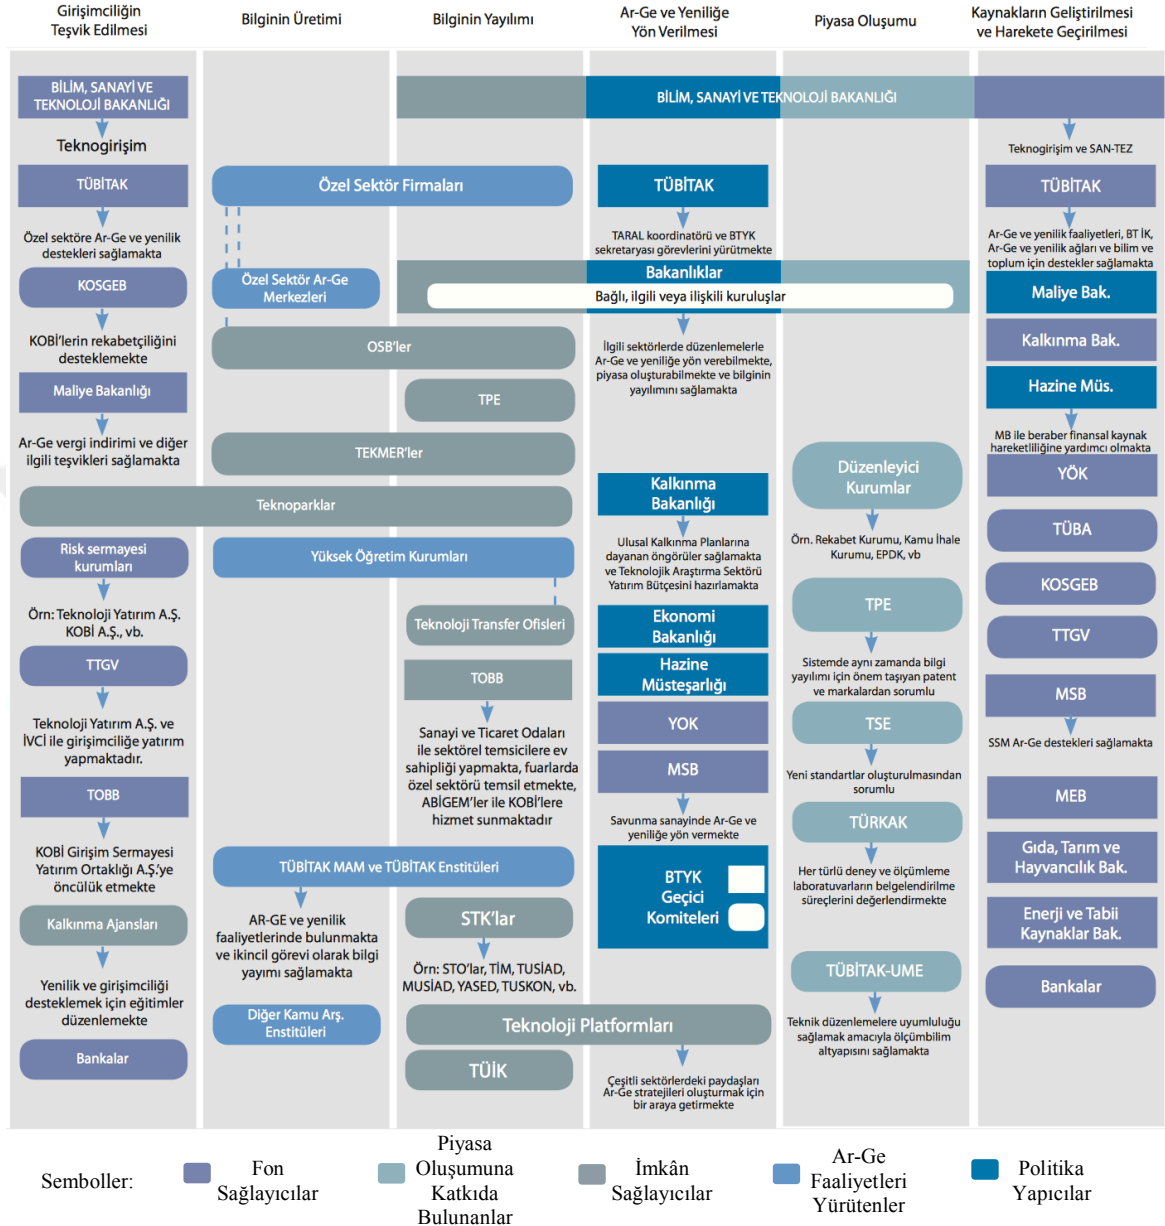 Girişimciliğin
Teşvik Edilmesi
Bilginin Üretimi
Bilginin Yayılımı
Ar-Ge ve Yeniliğe
Yön Verilmesi
Piyasa Oluşumu
Kaynakların Geliştirilmesi
ve Harekete Geçirilmesi
BİLİM, SANAYİ VE
TEKNOLOJİ BAKANLIĞI
Teknogirişim
TÜBİTAK
Özel sektöre Ar-Ge ve yenilik
destekleri sağlamakta
KOSGEB
KOBİ'lerin rekabetçiliğini
desteklemekte
Maliye Bakanlığı
Ar-Ge vergi indirimi ve diğer
ilgili teşvikleri sağlamakta
Teknoparklar
Risk sermayesi
kurumları
Örn: Teknoloji Yatırım A.Ş.
KOBİ A.Ş., vb.
TTGV
Teknoloji Yatırım A.Ş. ve
İVCİ ile girişimciliğe yatırım
yapmaktadır.
TOBB
KOBİ Girişim Sermayesi
Yatırım Ortaklığı A.Ş.'ye
öncülük etmekte
Kalkınma Ajansları
Yenilik ve girişimciliği
desteklemek için eğitimler
düzenlemekte
Bankalar
Özel Sektör Firmaları
Özel Sektör Ar-Ge
Merkezleri
OSB'ler
TPE
TEKMER'ler
Yüksek Öğretim Kurumları
Teknoloji Transfer Ofisleri
TOBB
Sanayi ve Ticaret Odaları
ile sektörel temsicilere ev
sahipliği yapmakta, fuarlarda
özel sektörü temsil etmekte,
ABİGEM'ler ile KOBİ'lere
hizmet sunmaktadır
TÜBİTAK MAM ve TÜBİTAK Enstitüleri
AR-GE ve yenilik
faaliyetlerinde bulunmakta
ve ikincil görevi olarak bilgi
yayımı sağlamakta
Diğer Kamu Arş.
Enstitüleri
STK'lar
Örn: STO'lar, TİM, TUSİAD,
MUSİAD, YASED, TUSKON, vb.
Teknoloji Platformları
TÜİK
BİLİM, SANAYİ VE TEKNOLOJİ BAKANLIĞI
TÜBİTAK
TARAL koordinatörü ve BTYK
sekretaryası görevlerini yürütmekte
Bakanlıklar
Bağlı, ilgili veya ilişkili kuruluşlar
İlgili sektörlerde düzenlemelerle
Ar-Ge ve yeniliğe yön verebilmekte,
piyasa oluşturabilmekte ve bilginin
yayılımını sağlamakta
Kalkınma
Bakanlığı
Ulusal Kalkınma Planlarına
dayanan öngörüler sağlamakta
ve Teknolojik Araştırma Sektörü
Yatırım Bütçesini hazırlamakta
Ekonomi
Bakanlığı
Hazine
Müsteşarlığı
YOK
MSB
Savunma sanayinde Ar-Ge ve
yeniliğe yön vermekte
BTYK
Geçici
Komiteleri
Çeşitli sektörlerdeki paydaşları
Ar-Ge stratejileri oluşturmak için
bir araya getirmekte
Düzenleyici
Kurumlar
Örn. Rekabet Kurumu, Kamu İhale
Kurumu, EPDK, vb
TPE
Sistemde aynı zamanda bilgi
yayılımı için önem taşıyan patent
ve markalardan sorumlu
TSE
Yeni standartlar oluşturulmasından
sorumlu
TÜRKAK
Her türlü deney ve ölçümleme
laboratuvarların belgelendirilme
süreçlerini değerlendirmekte
TÜBİTAK-UME
Teknik düzenlemelere uyumluluğu
sağlamak amacıyla ölçümbilim
altyapısını sağlamakta
Teknogirişim ve SAN-TEZ
TÜBİTAK
Ar-Ge ve yenilik faaliyetleri, BT İK,
Ar-Ge ve yenilik ağları ve bilim ve
toplum için destekler sağlamakta
Maliye Bak.
Kalkınma Bak.
Hazine Müs.
MB ile beraber finansal kaynak
hareketliliğine yardımcı olmakta
YÖK
TÜBA
KOSGEB
TTGV
MSB
SSM Ar-Ge destekleri sağlamakta
MEB
Gıda, Tarım ve
Hayvancılık Bak.
Enerji ve Tabii
Kaynaklar Bak.
Bankalar
Semboller:
Fon
Sağlayıcılar
Piyasa
Oluşumuna
Katkıda
Bulunanlar
İmkân
Sağlayıcılar
Ar-Ge
Faaliyetleri
Yürütenler
Politika
Yapıcılar